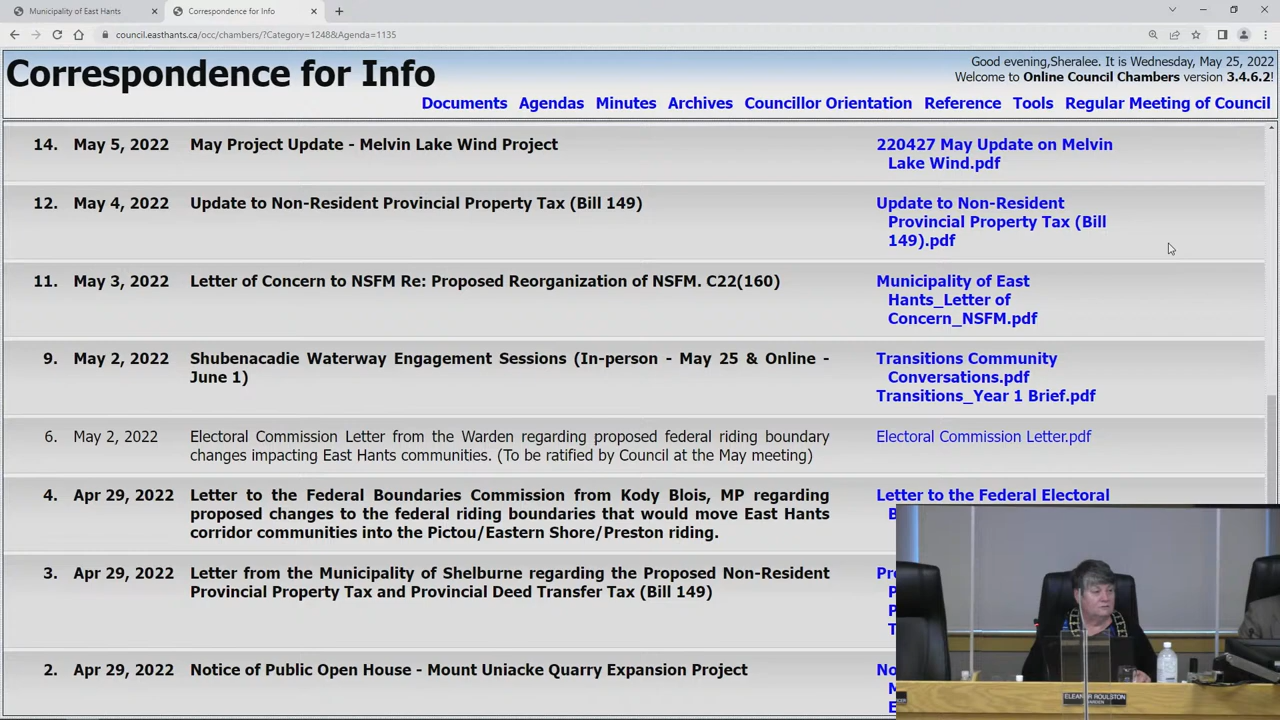 Municipality of East Hants
Correspondence for Info
council.easthants.ca/occ/chambers/?Category=1248&Agenda=1135
Correspondence for Info
Good evening,Sheralee. It is Wednesday, May 25, 2022
Welcome to Online Council Chambers version 3.4.6.2!
Documents Agendas Minutes Archives Councillor Orientation Reference Tools Regular Meeting of Council
14. May 5, 2022 May Project Update - Melvin Lake Wind Project 220427 May Update on Melvin
Lake Wind.pdf
12. May 4, 2022 Update to Non-Resident Provincial Property Tax (Bill 149) Update to Non-Resident
Provincial Property Tax (Bill
149).pdf
11. May 3, 2022 Letter of Concern to NSFM Re: Proposed Reorganization of NSFM. C22(160) Municipality of East
Hants_Letter of
Concern_NSFM.pdf
9. May 2, 2022 Shubenacadie Waterway Engagement Sessions (In-person - May 25 & Online - Transitions Community
June 1) Conversations.pdf
Transitions_Year 1 Brief.pdf
6. May 2, 2022 Electoral Commission Letter from the Warden regarding proposed federal riding boundary Electoral Commission Letter.pdf
changes impacting East Hants communities. (To be ratified by Council at the May meeting)
4. Apr 29, 2022 Letter to the Federal Boundaries Commission from Kody Blois, MP regarding Letter to the Federal Electoral
proposed changes to the federal riding boundaries that would move East Hants B
corridor communities into the Pictou/Eastern Shore/Preston riding.
3. Apr 29, 2022 Letter from the Municipality of Shelburne regarding the Proposed Non-Resident Pr
Provincial Property Tax and Provincial Deed Transfer Tax (Bill 149) P
P
T
2. Apr 29, 2022 Notice of Public Open House - Mount Uniacke Quarry Expansion Project No
M
E
ELEANOR ROULSTON
WARDEN